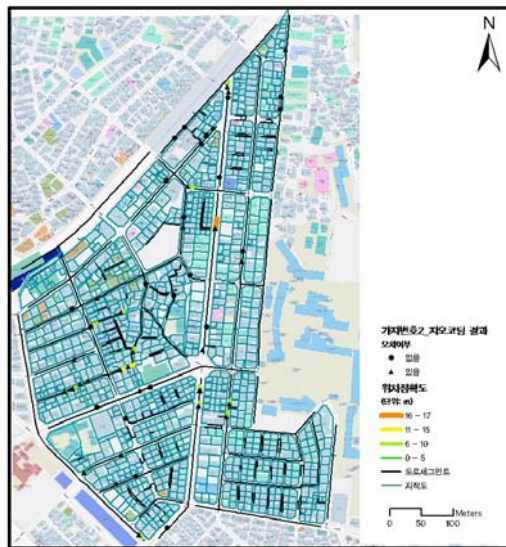 N
가지번호2_지오코딩 결과
오차여부
없음
있음
위치정확도
(단위: m)
16 - 17
11 - 15
6 - 10
0 - 5
도로세그먼트
지적도
Meters
0 50 100